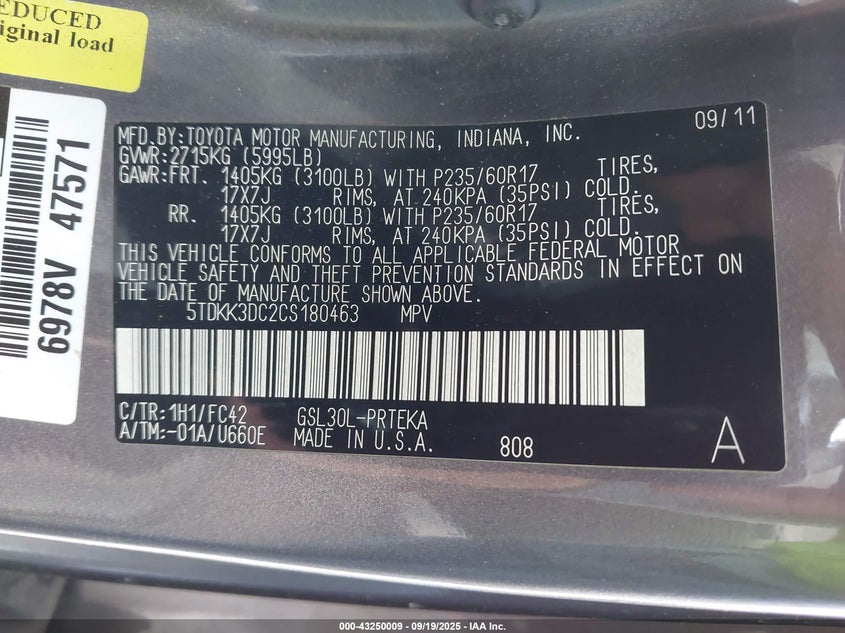 EDUCED
iginal load
6978V 47571
09/11
MFD.BY:TOYOTA MOTOR MANUFACTURING, INDIANA, INC.
GVWR:2715KG (5995LB)
GAWR:FRT. 1405KG (3100LB) WITH P235/60R17 TIRES,
17X7J RIMS, AT 240KPA (35PSI) COLD.
RR. 1405KG (3100LB) WITH P235/60R17 TIRES,
17X7J RIMS, AT 240KPA (35PSI) COLD.
THIS VEHICLE CONFORMS TO ALL APPLICABLE FEDERAL MOTOR
VEHICLE SAFETY AND THEFT PREVENTION STANDARDS IN EFFECT ON
THE DATE OF MANUFACTURE SHOWN ABOVE.
5TDKK3DC2CS180463 MPV
C/TR:1H1/FC42 GSL30L-PRTEKA
A/TM:-01A/U660E MADE IN U.S.A. 808 A
000-43250009 - 09/19/2025 - IAA Inc.